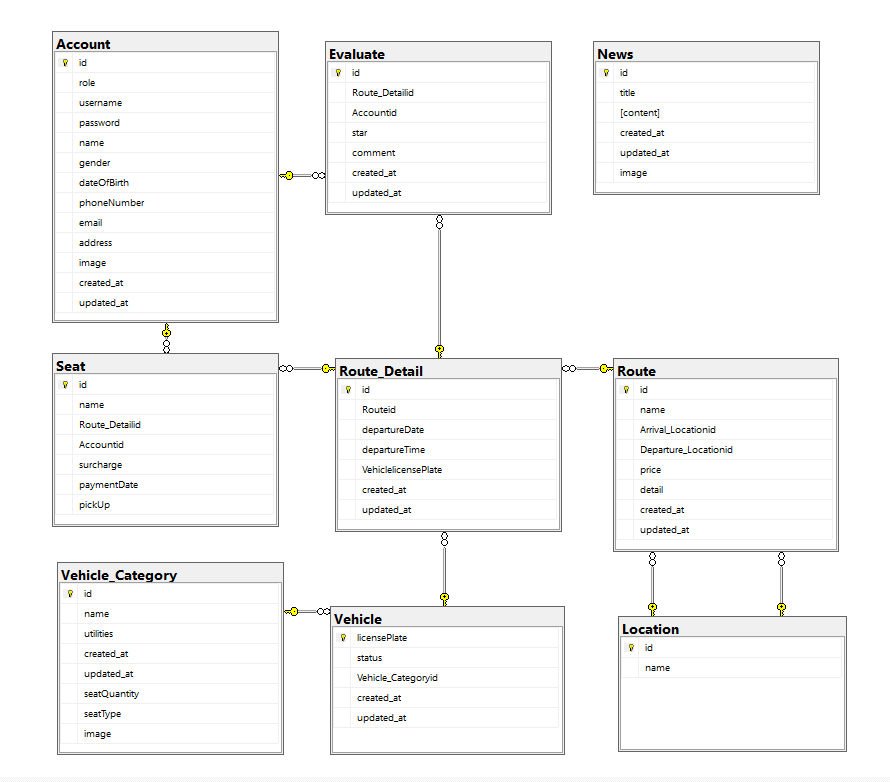 Account
id
role
username
password
name
gender
dateOfBirth
phoneNumber
email
address
image
created_at
updated_at
Evaluate
id
Route_Detailid
Accountid
star
comment
created_at
updated_at
News
id
title
[content]
created_at
updated_at
image
Seat
id
name
Route_Detailid
Accountid
surcharge
paymentDate
pickUp
Route_Detail
id
Routeid
departureDate
departureTime
VehiclelicensePlate
created_at
updated_at
Route
id
name
Arrival_Locationid
Departure_Locationid
price
detail
created_at
updated_at
Vehicle_Category
id
name
utilities
created_at
updated_at
seatQuantity
seatType
image
Vehicle
licensePlate
status
Vehicle_Categoryid
created_at
updated_at
Location
id
name